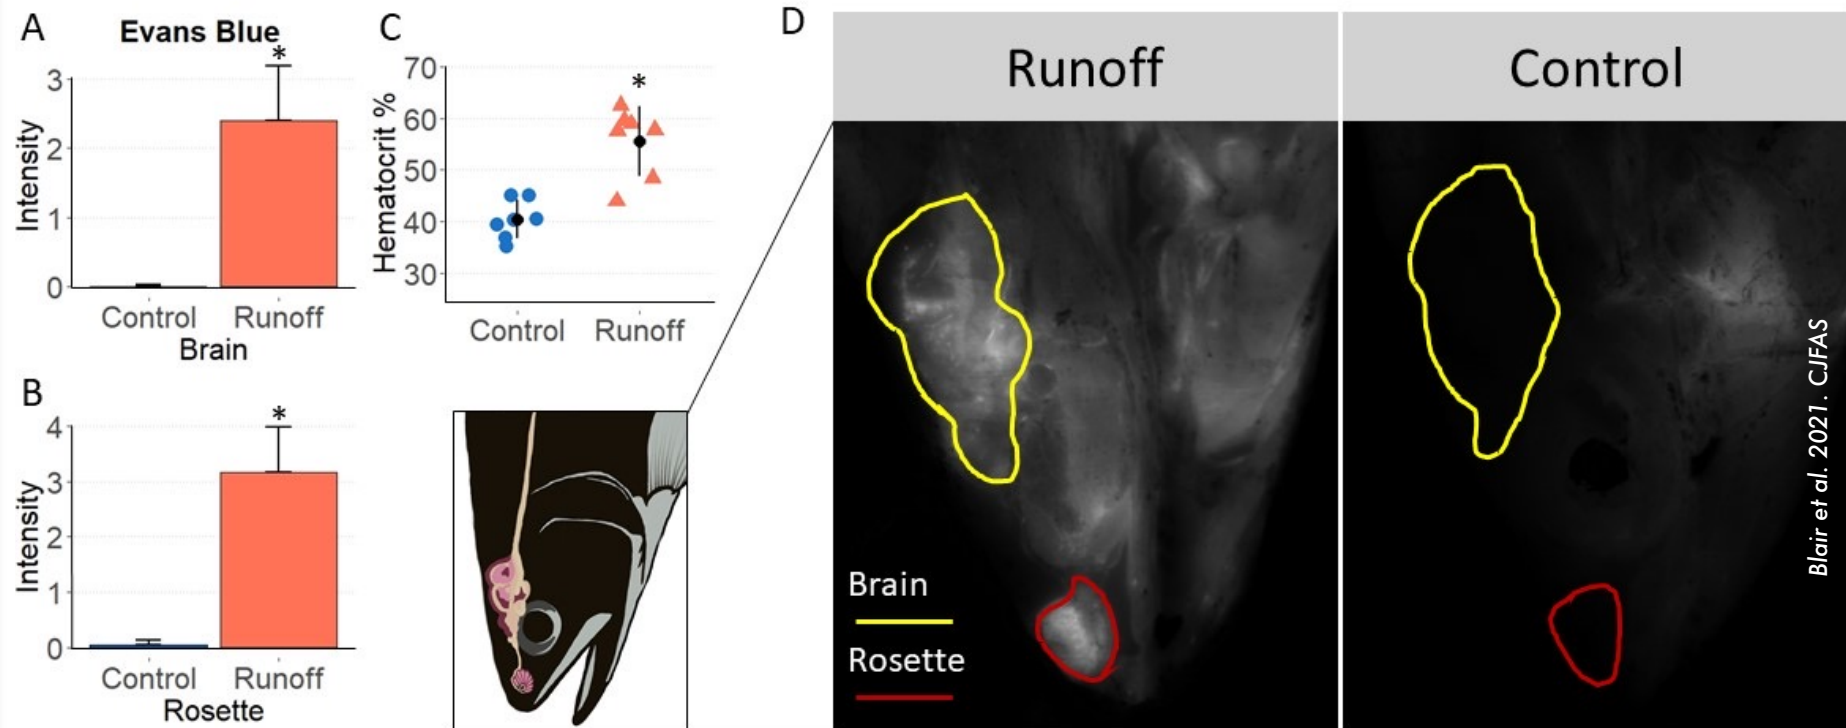 A
Evans Blue
*
3
2
1
0
Intensity
Control Runoff
Brain
B
*
4
3
2
1
0
Intensity
Control Runoff
Rosette
C
70
60
50
40
30
Hematocrit %
*
Control Runoff
D
Runoff
Control
Brain
Rosette
Blair et al. 2021. CJFAS